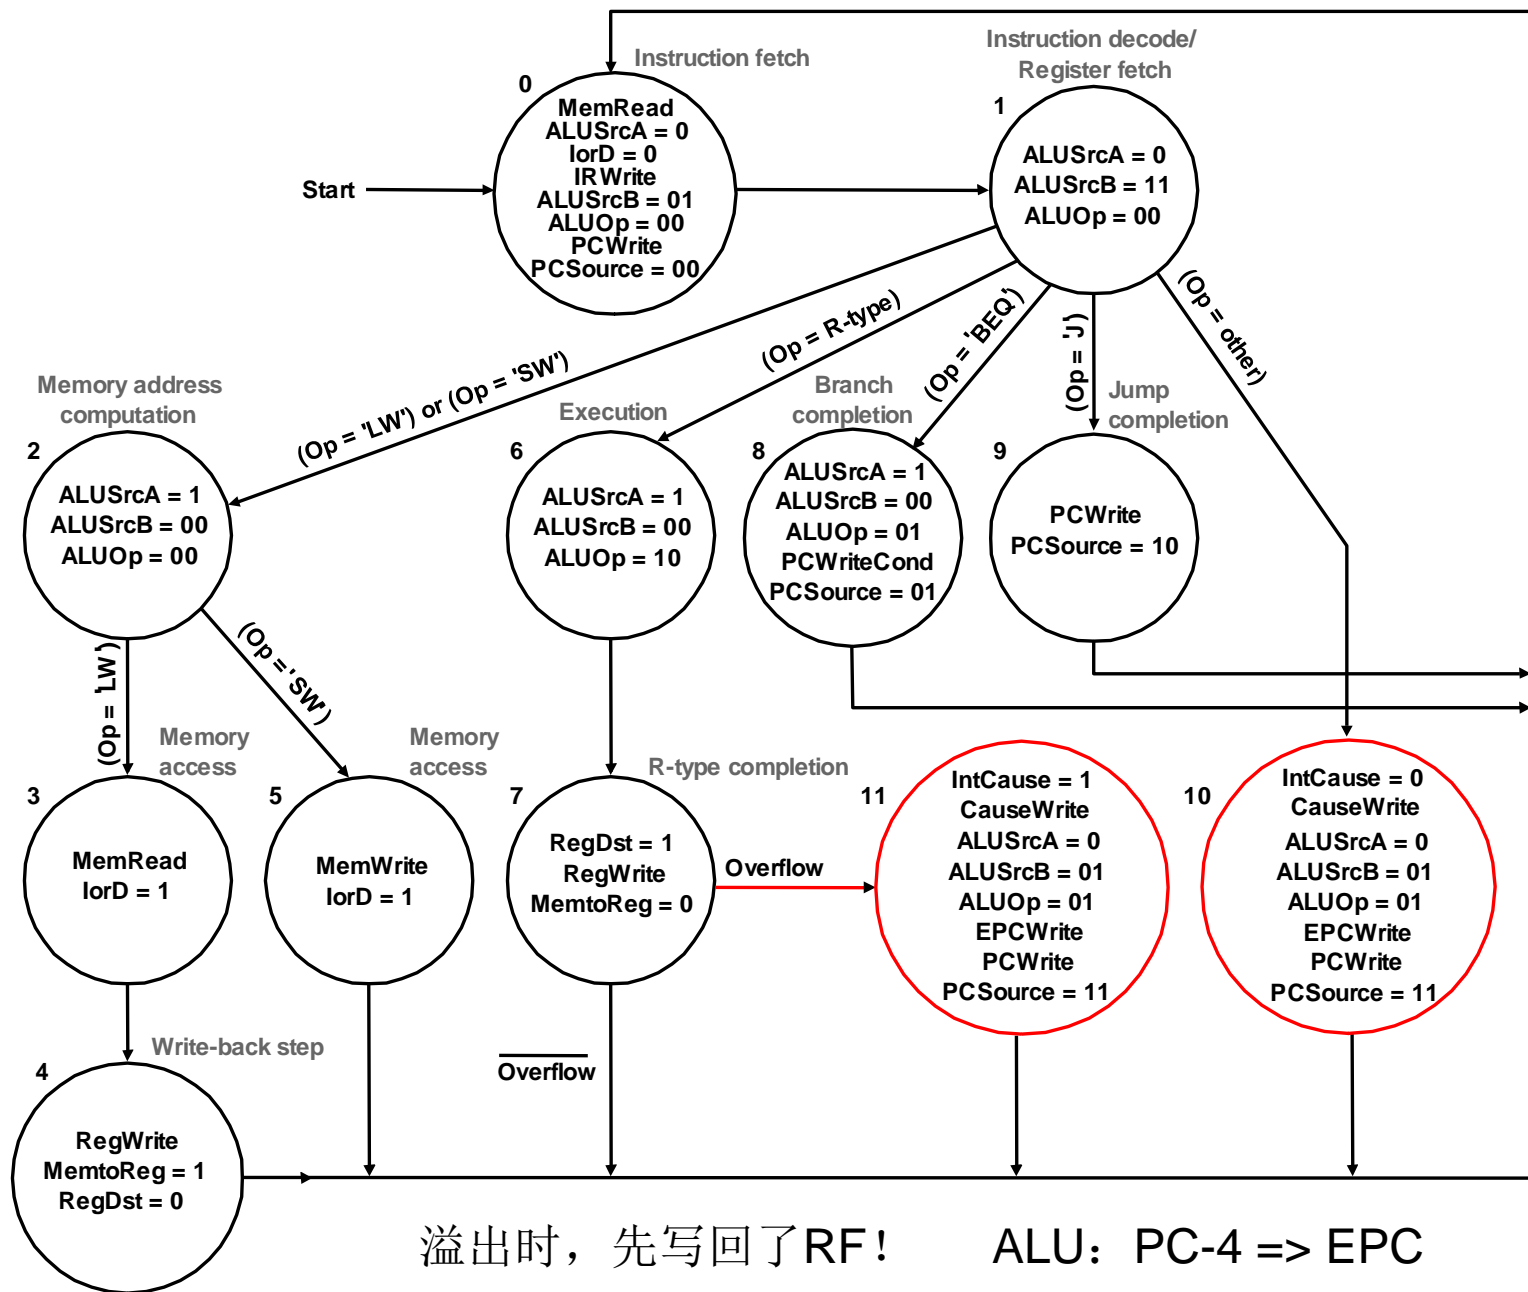 Instruction fetch
Instruction decode/
Register fetch
0
MemRead
ALUSrcA = 0
IorD = 0
IRWrite
ALUSrcB = 01
ALUOp = 00
PCWrite
PCSource = 00
1
ALUSrcA = 0
ALUSrcB = 11
ALUOp = 00
Start
(Op = 'LW') or (Op = 'SW')
(Op = R-type)
(Op = 'BEQ')
(Op = 'J')
(Op = other)
Memory address
computation
2
ALUSrcA = 1
ALUSrcB = 00
ALUOp = 00
Execution
6
ALUSrcA = 1
ALUSrcB = 00
ALUOp = 10
Branch
completion
8
ALUSrcA = 1
ALUSrcB = 00
ALUOp = 01
PCWriteCond
PCSource = 01
Jump
completion
9
PCWrite
PCSource = 10
(Op = 'LW')
(Op = 'SW')
Memory
access
3
MemRead
IorD = 1
Memory
access
5
MemWrite
IorD = 1
R-type completion
7
RegDst = 1
RegWrite
MemtoReg = 0
Overflow
11
IntCause = 1
CauseWrite
ALUSrcA = 0
ALUSrcB = 01
ALUOp = 01
EPCWrite
PCWrite
PCSource = 11
10
IntCause = 0
CauseWrite
ALUSrcA = 0
ALUSrcB = 01
ALUOp = 01
EPCWrite
PCWrite
PCSource = 11
Write-back step
4
RegWrite
MemtoReg = 1
RegDst = 0
Overflow
溢出时，先写回了RF！ ALU：PC-4 => EPC